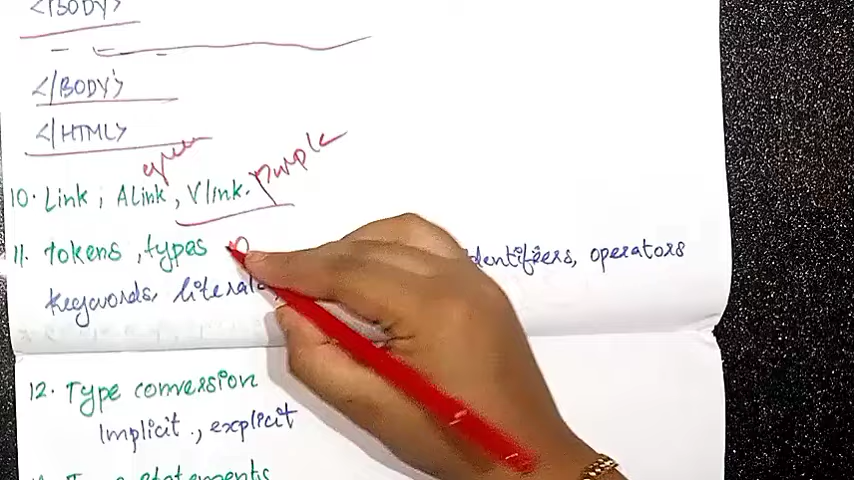 <BODY>
</BODY>
</HTML>
green purple
10. Link, ALink, Vlink.
11. tokens, types identifiers, operators
keywords, literals,
12. Type conversion
Implicit, explicit
statements